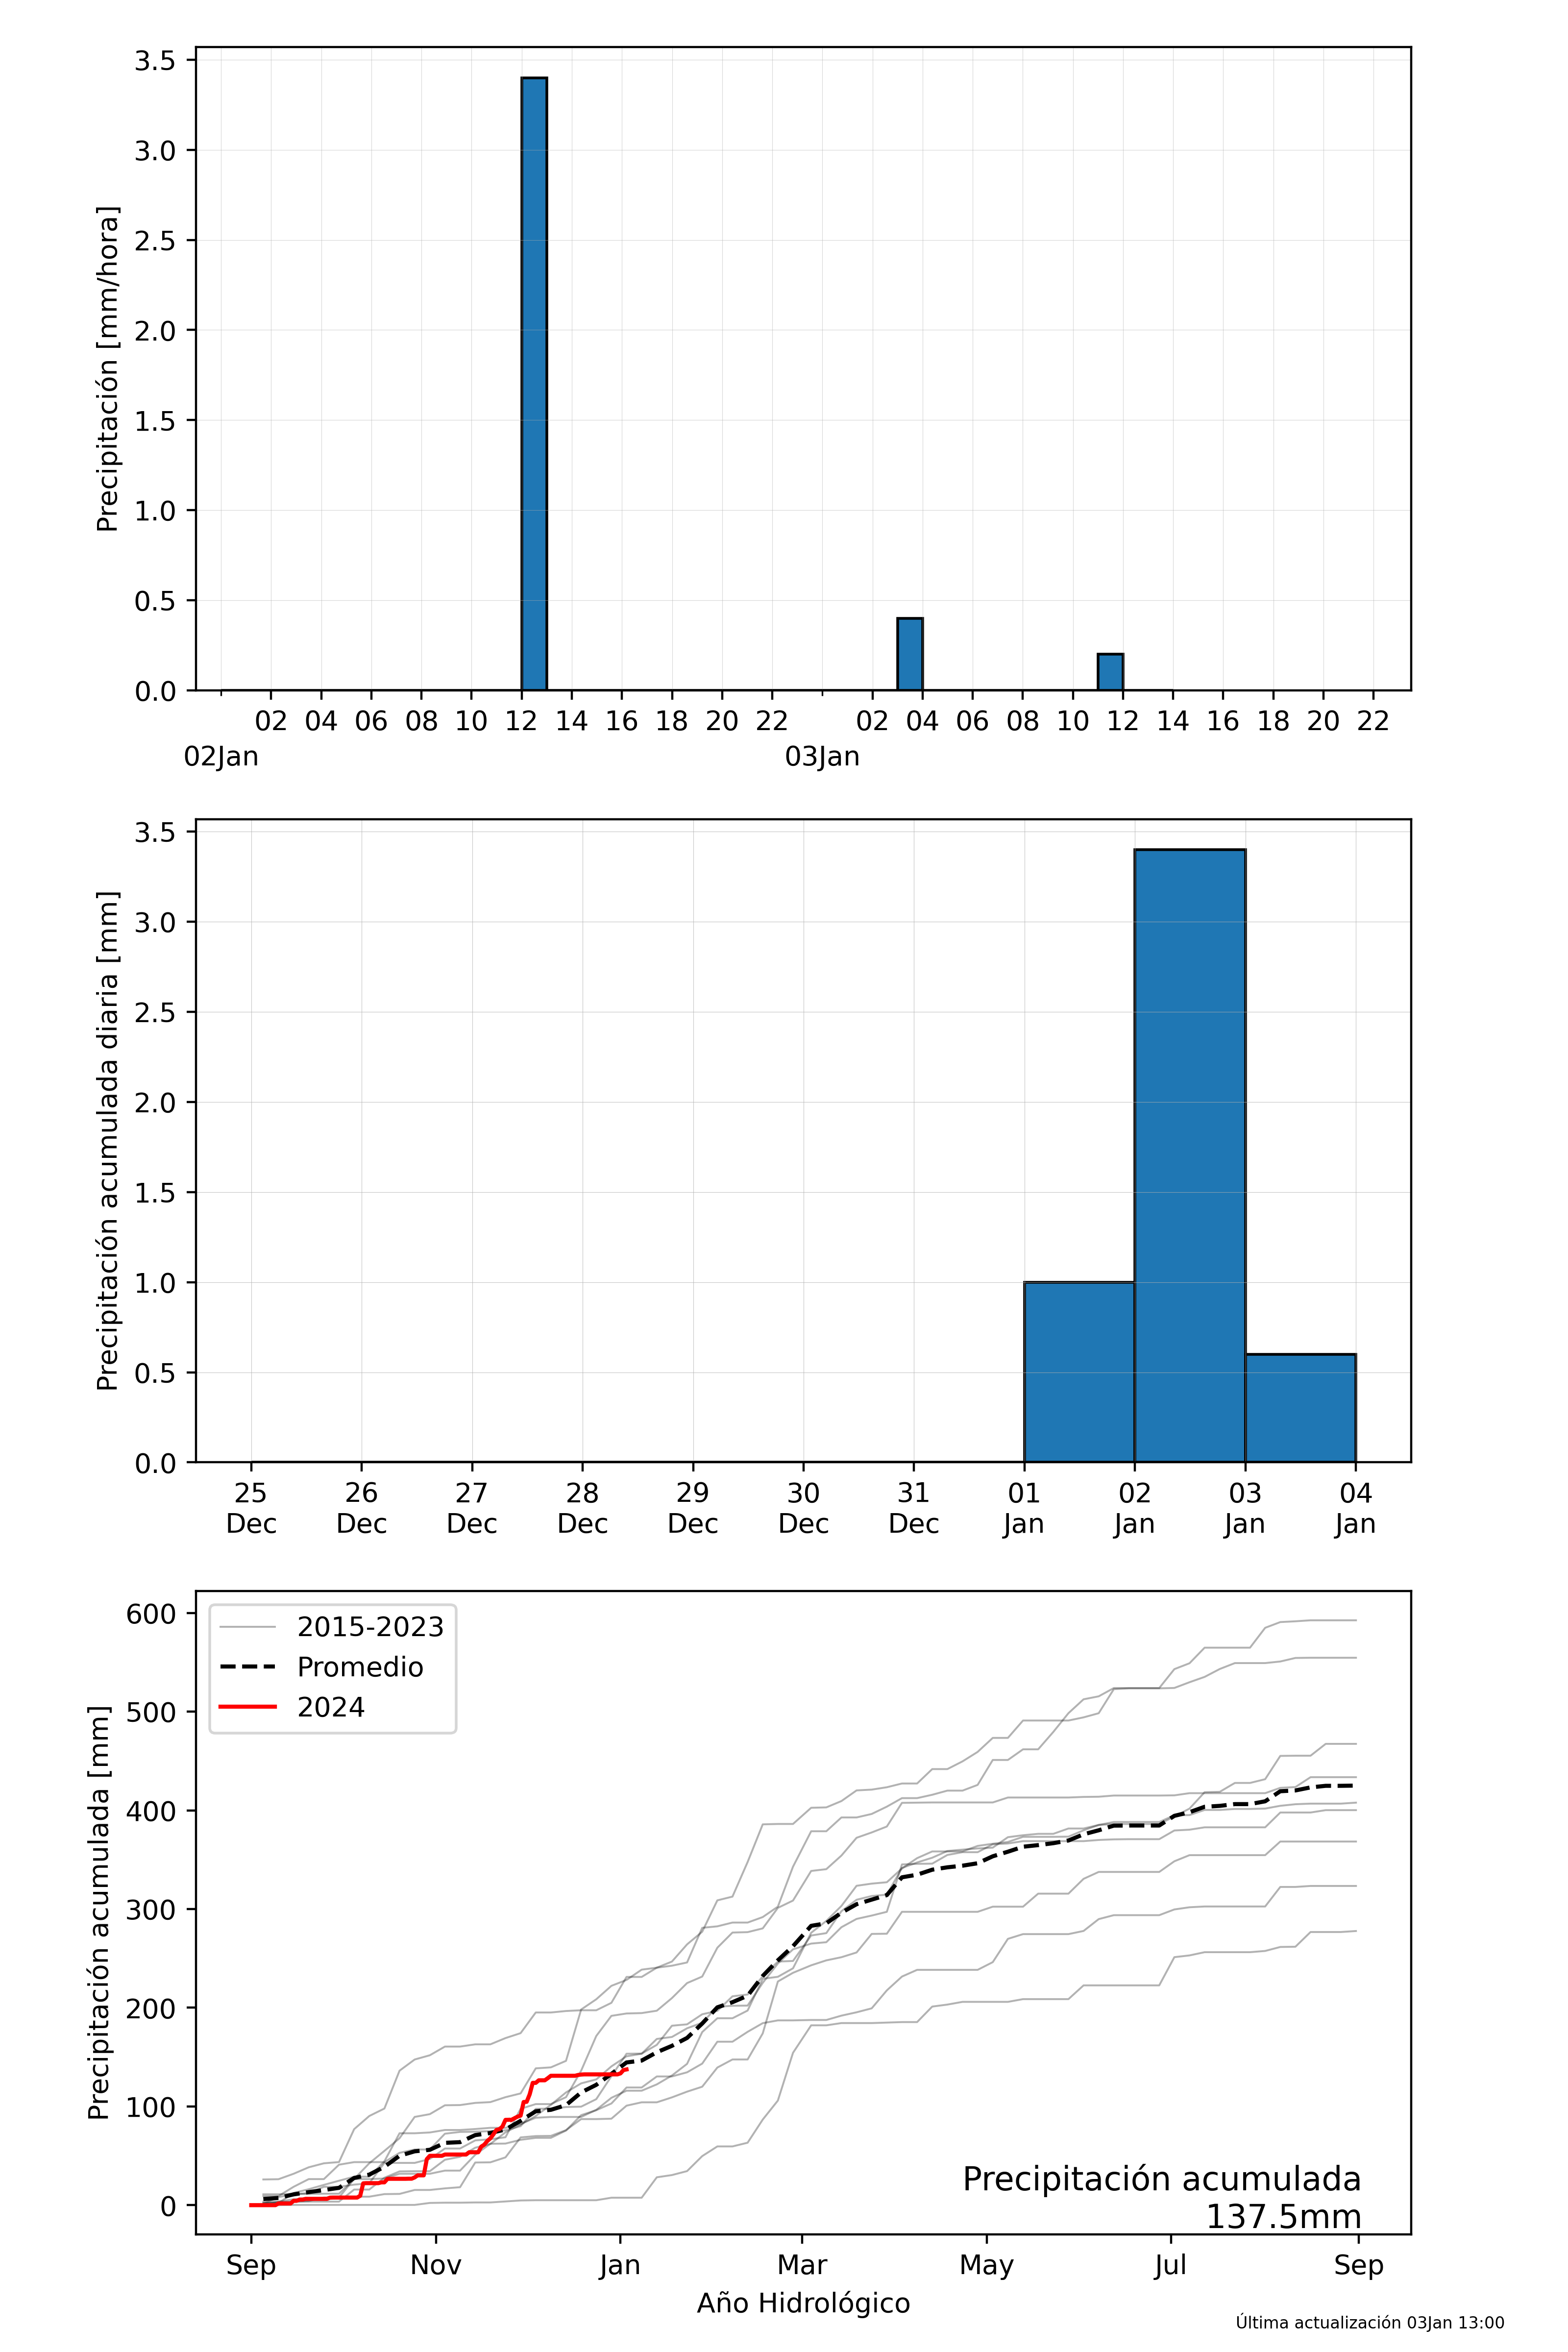 3.5
3.0
2.5
2.0
1.5
1.0
0.5
0.0
Precipitación [mm/hora]
02 04 06 08 10 12 14 16 18 20 22 02 04 06 08 10 12 14 16 18 20 22
02Jan 03Jan
3.5
3.0
2.5
2.0
1.5
1.0
0.5
0.0
Precipitación acumulada diaria [mm]
25 26 27 28 29 30 31 01 02 03 04
Dec Dec Dec Dec Dec Dec Dec Jan Jan Jan Jan
600
500
400
300
200
100
0
Precipitación acumulada [mm]
2015-2023
Promedio
2024
Precipitación acumulada
137.5mm
Sep Nov Jan Mar May Jul Sep
Año Hidrológico
Última actualización 03Jan 13:00